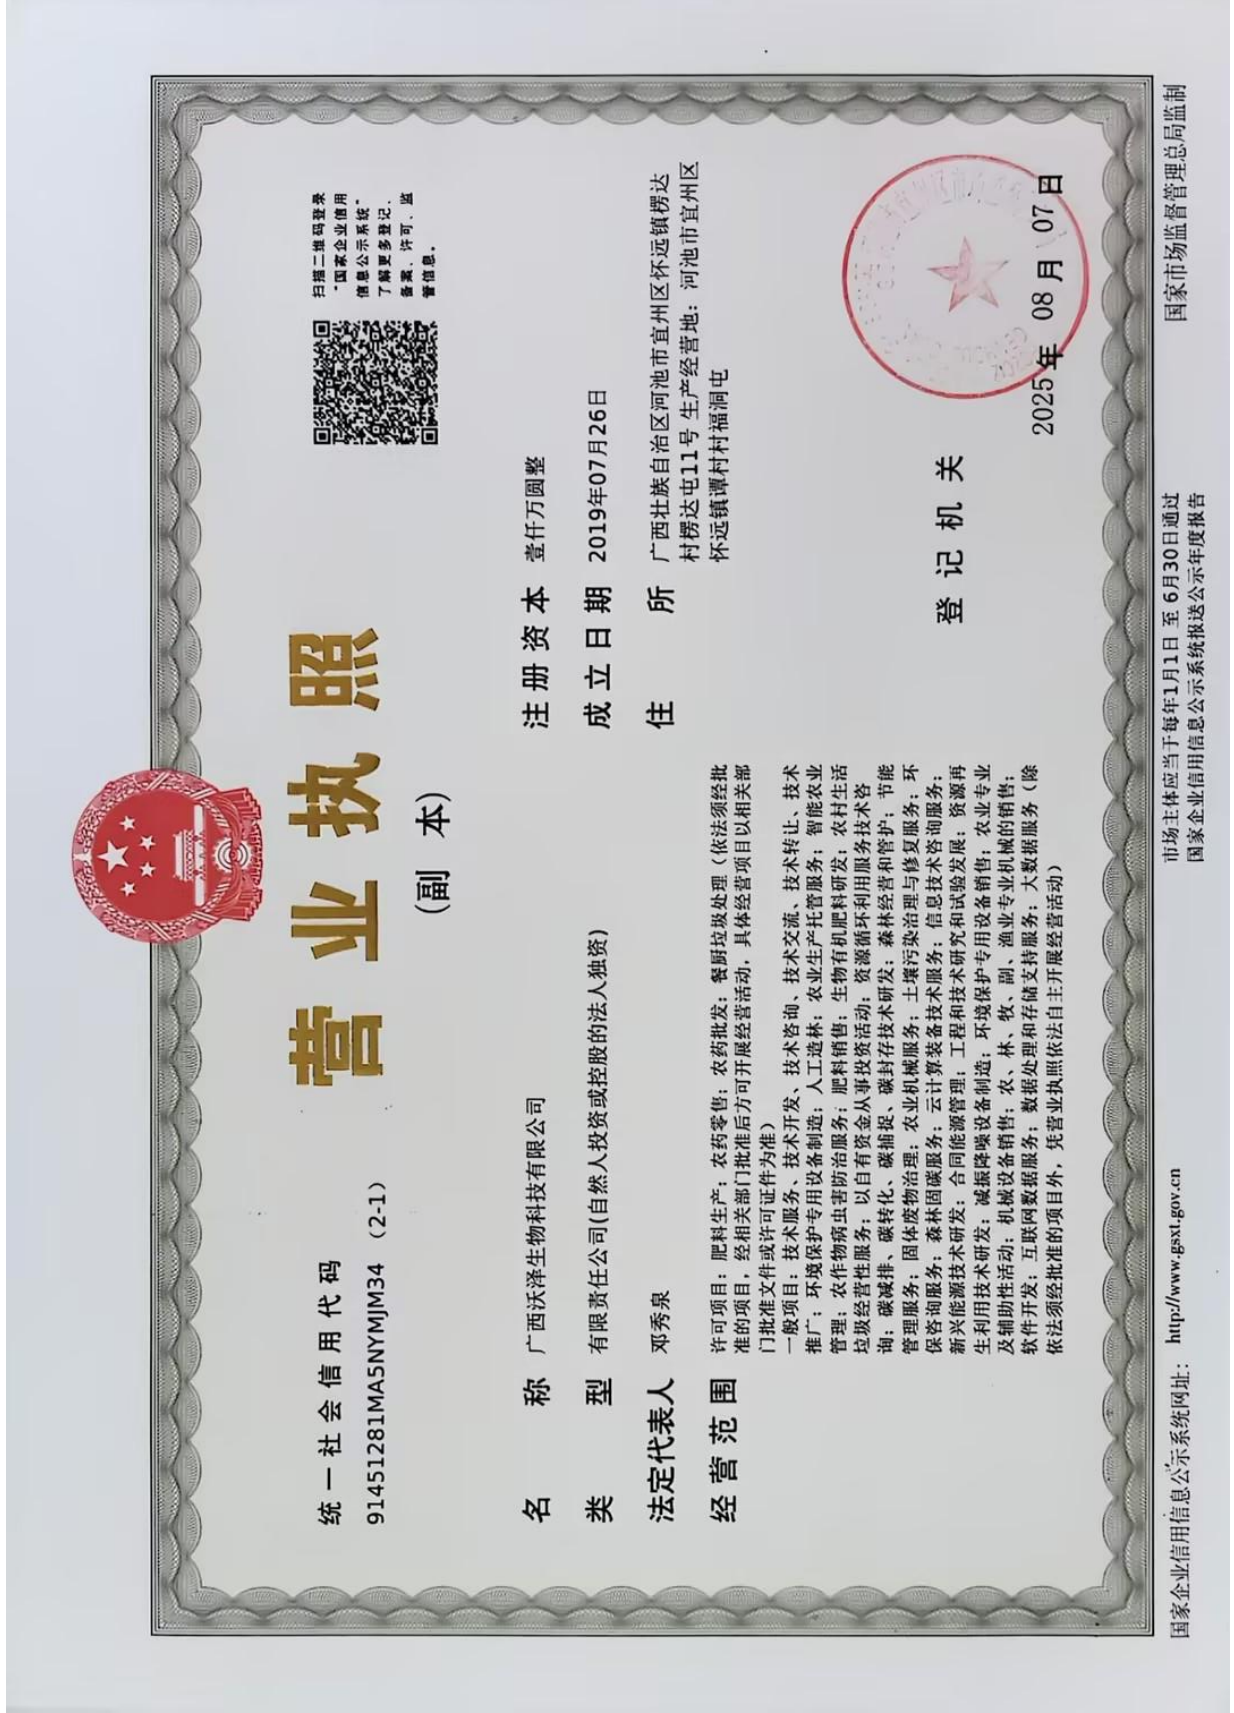 营业执照
(副 本)
统一社会信用代码
91451281MA5NYMJM34 (2-1)
扫描二维码登录
“国家企业信用
信息公示系统”
了解更多登记、
备案、许可、监
管信息。
名 称 广西沃泽生物科技有限公司
类 型 有限责任公司(自然人投资或控股的法人独资)
法定代表人 邓秀泉
经营范围 许可项目：肥料生产；农药零售；农药批发；餐厨垃圾处理（依法须经批
准的项目，经相关部门批准后方可开展经营活动，具体经营项目以相关部
门批准文件或许可证件为准）
一般项目：技术服务、技术开发、技术咨询、技术交流、技术转让、技术
推广；环境保护专用设备制造；人工造林；农业生产托管服务；智能农业
管理；农作物病虫害防治服务；肥料销售；生物有机肥料研发；农村生活
垃圾经营性服务；以自有资金从事投资活动；资源循环利用服务技术咨
询；碳减排、碳转化、碳捕捉、碳封存技术研发；森林经营和管护；节能
管理服务；固体废物治理；农业机械服务；土壤污染治理与修复服务；环
保咨询服务；森林固碳服务；云计算装备技术服务；信息技术咨询服务；
新兴能源技术研发；合同能源管理；工程和技术研究和试验发展；资源再
生利用技术研发；减振降噪设备制造；环境保护专用设备销售；农业专业
及辅助性活动；机械设备销售；农、林、牧、副、渔业专业机械的销售；
软件开发；互联网数据服务；数据处理和存储支持服务；大数据服务（除
依法须经批准的项目外，凭营业执照依法自主开展经营活动）
注册资本 壹仟万圆整
成立日期 2019年07月26日
住 所 广西壮族自治区河池市宜州区怀远镇楞达
村楞达屯11号 生产经营地：河池市宜州区
怀远镇谭村村福洞屯
登记机关
2025年 08月 07日
国家企业信用信息公示系统网址： http://www.gsxt.gov.cn
市场主体应当于每年1月1日 至 6月30日通过
国家企业信用信息公示系统报送公示年度报告
国家市场监督管理总局监制